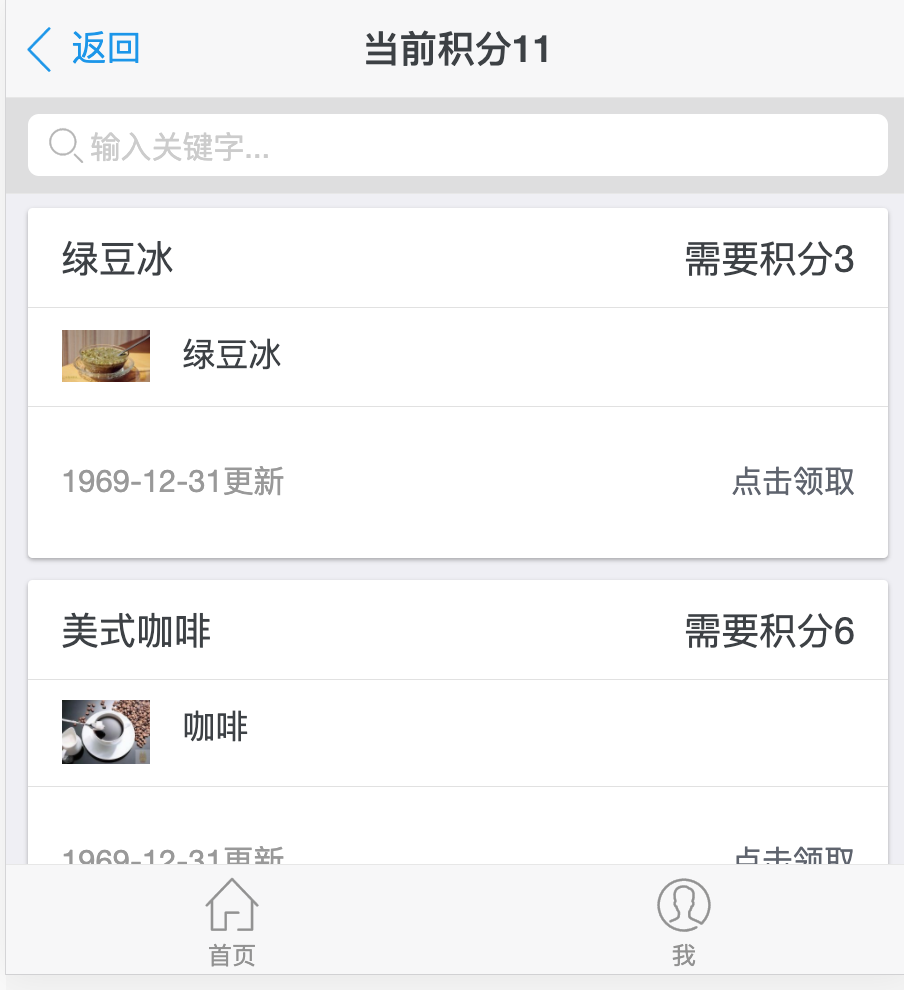 返回
当前积分11
输入关键字...
绿豆冰 需要积分3
绿豆冰
1969-12-31更新 点击领取
美式咖啡 需要积分6
咖啡
1969-12-31更新 点击领取
首页 我